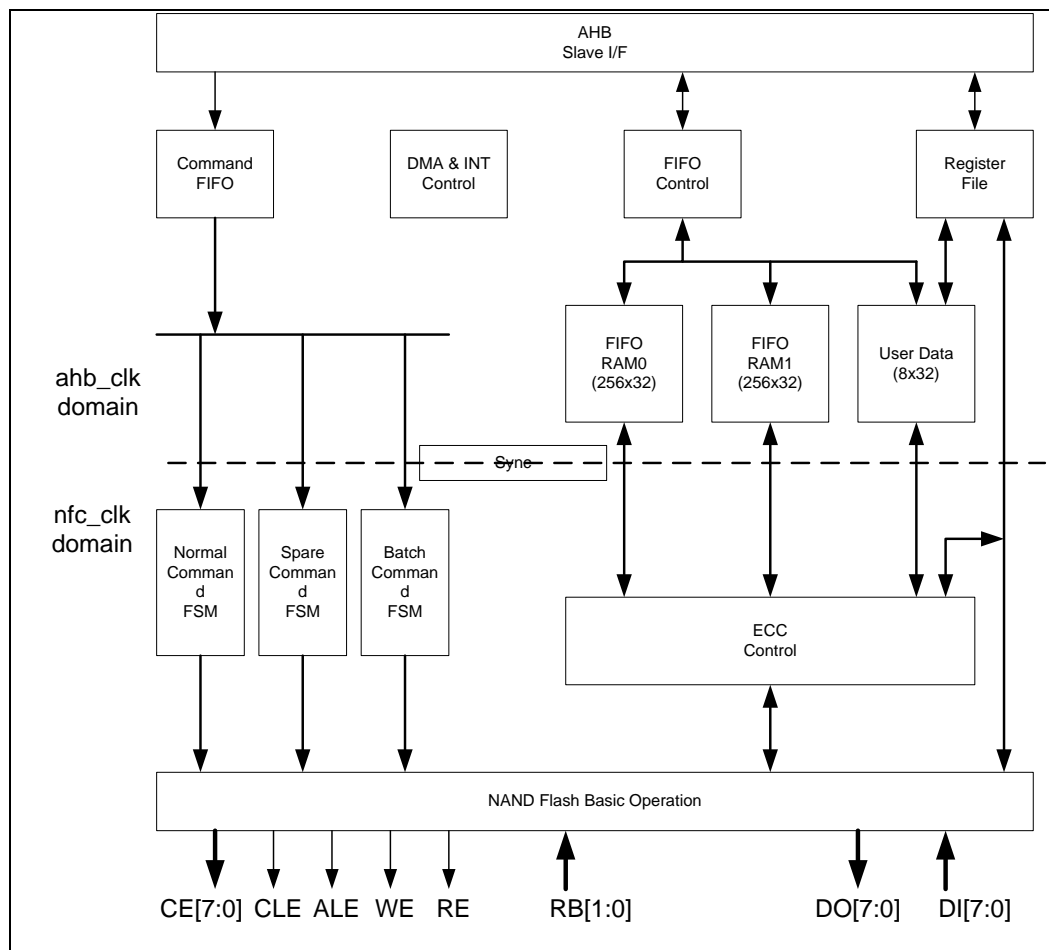 AHB
Slave I/F
Command
FIFO
DMA & INT
Control
FIFO
Control
Register
File
FIFO
RAM0
(256x32)
FIFO
RAM1
(256x32)
User Data
(8x32)
ahb_clk
domain
Sync
nfc_clk
domain
Normal
Comman
d
FSM
Spare
Comman
d
FSM
Batch
Comman
d
FSM
ECC
Control
NAND Flash Basic Operation
CE[7:0] CLE ALE WE RE RB[1:0] DO[7:0] DI[7:0]